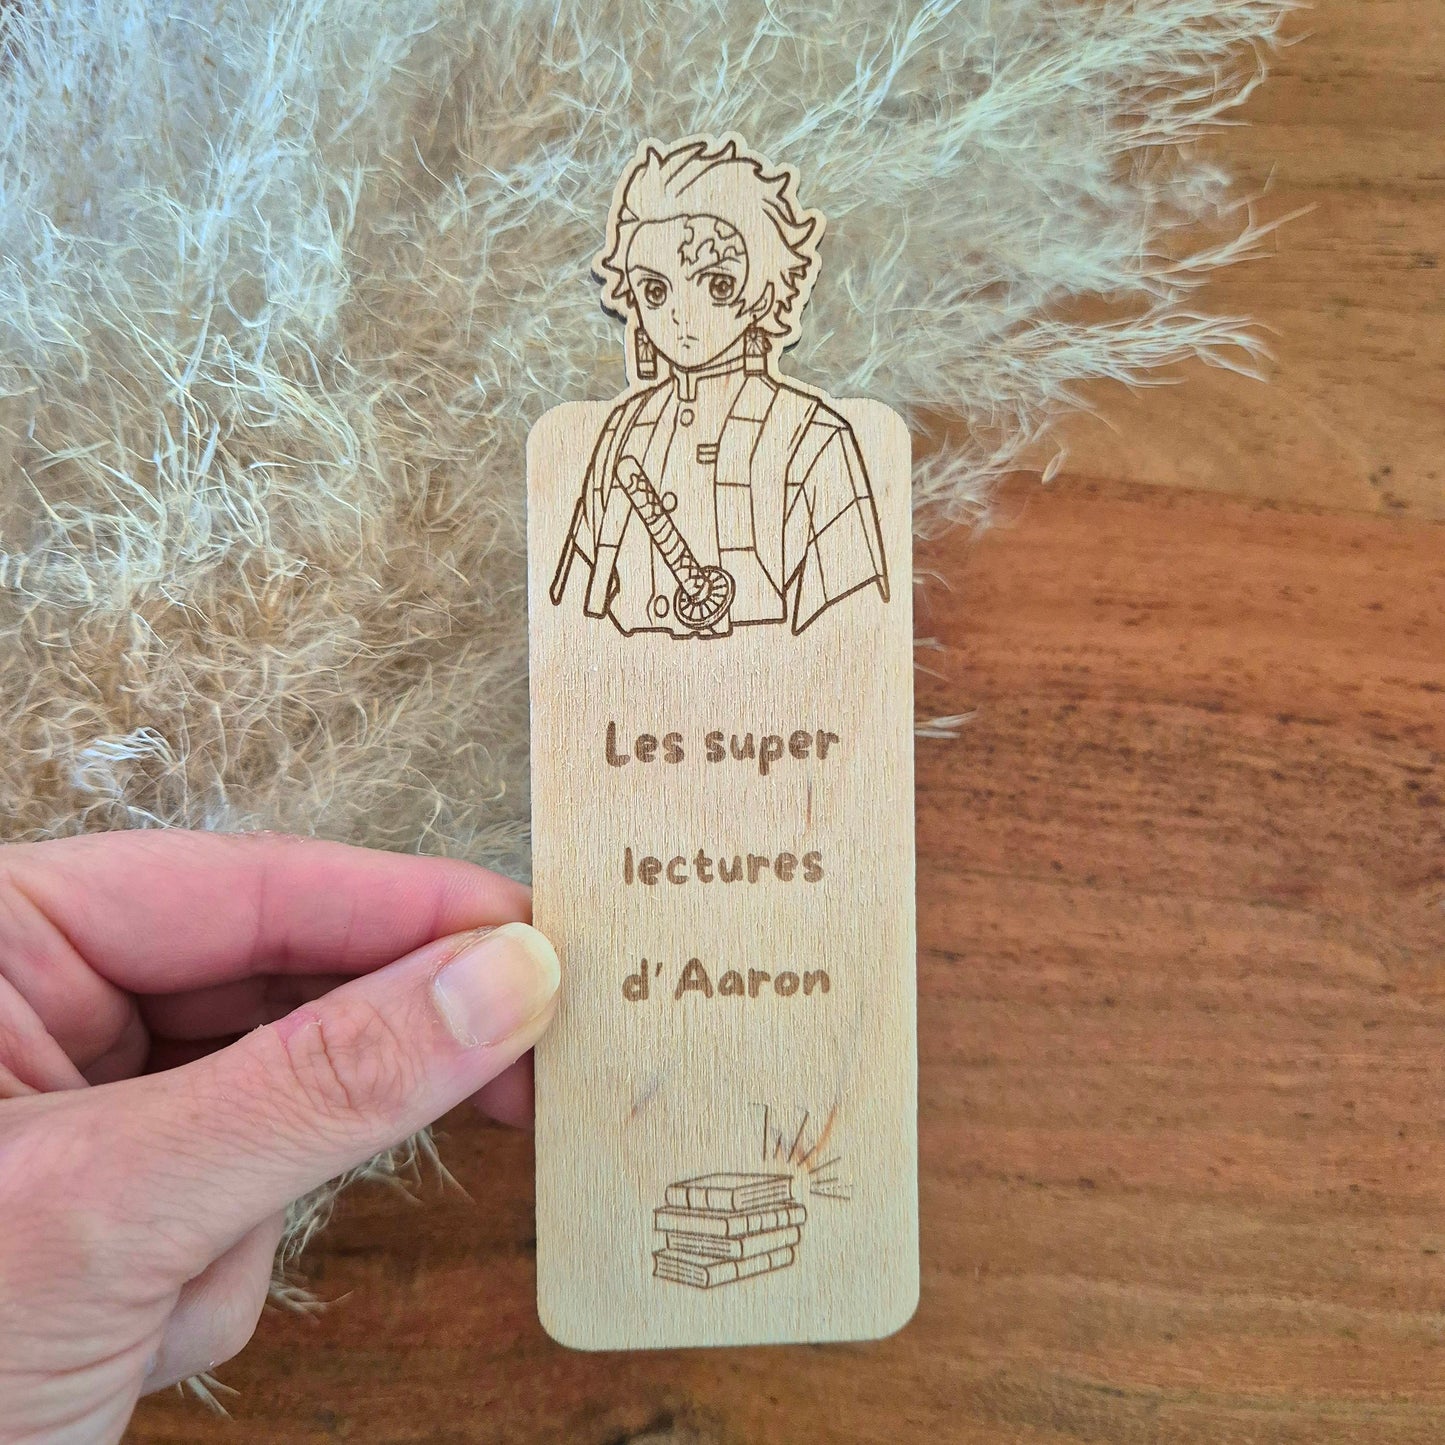 Les super
lectures
d'Aaron